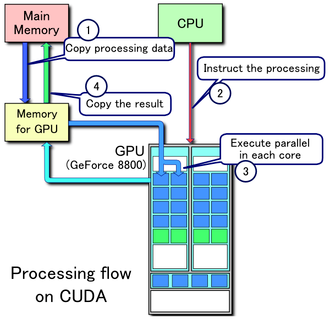 Main
Memory
CPU
1
Copy processing data
Instruct the processing
2
4
Copy the result
Memory
for GPU
GPU
(GeForce 8800)
Execute parallel
in each core
3
Processing flow
on CUDA